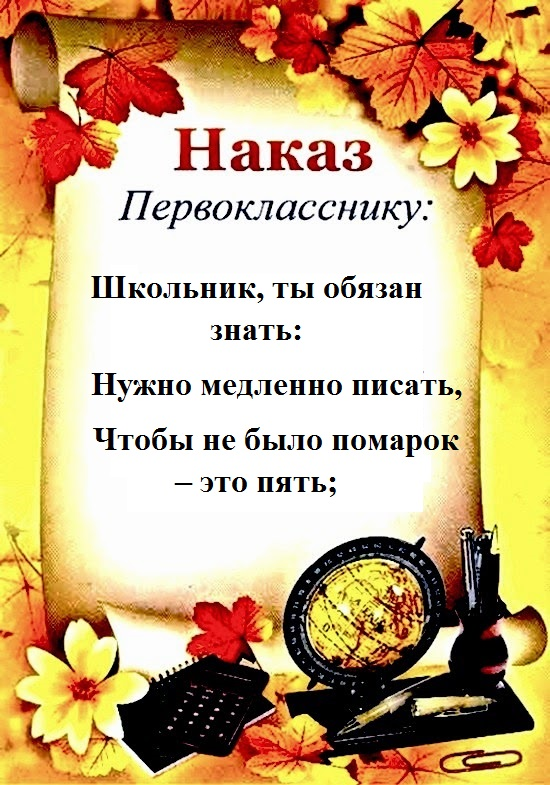 Наказ
Первокласснику:
Школьник, ты обязан
знать:
Нужно медленно писать,
Чтобы не было помарок
– это пять;